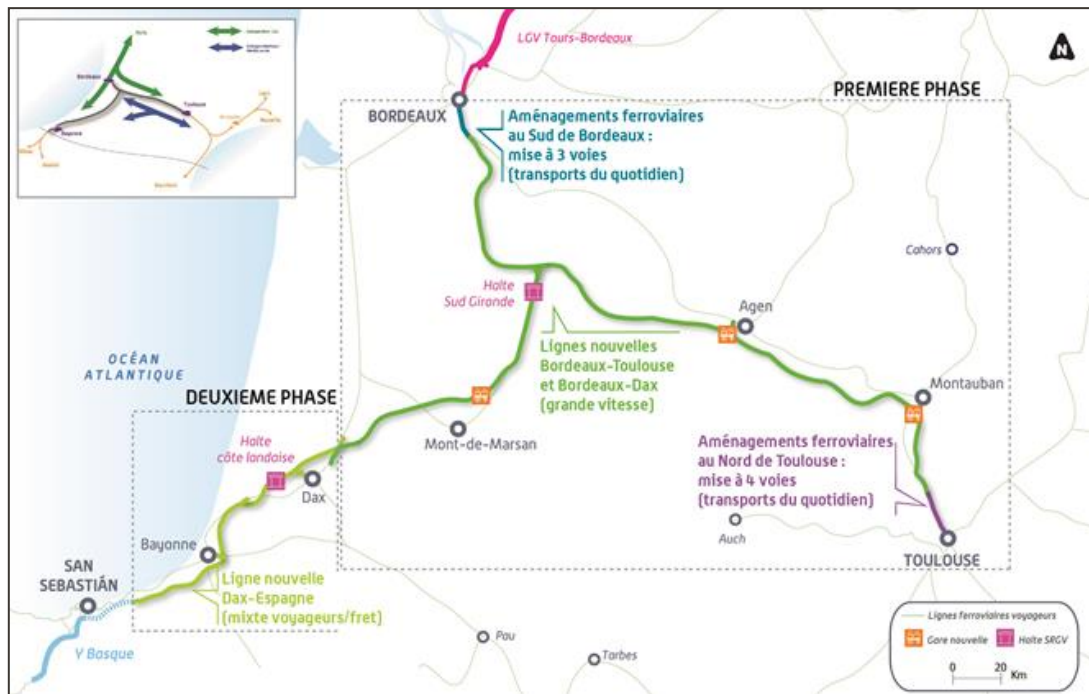 Bordeaux
Toulouse
LGV Tours-Bordeaux
N
PREMIERE PHASE
BORDEAUX
Aménagements ferroviaires
au Sud de Bordeaux :
mise à 3 voies
(transports du quotidien)
Cahors
Halte
Sud Gironde
Agen
Lignes nouvelles
Bordeaux-Toulouse
et Bordeaux-Dax
(grande vitesse)
OCÉAN
ATLANTIQUE
DEUXIEME PHASE
Montauban
Mont-de-Marsan
Aménagements ferroviaires
au Nord de Toulouse :
mise à 4 voies
(transports du quotidien)
Halte
côte landaise
Dax
Auch
TOULOUSE
Bayonne
SAN
SEBASTIÁN
Ligne nouvelle
Dax-Espagne
(mixte voyageurs/fret)
Y Basque
Pau
Tarbes
Lignes ferroviaires voyageurs
Gare nouvelle
Halte SRGV
0 20 Km